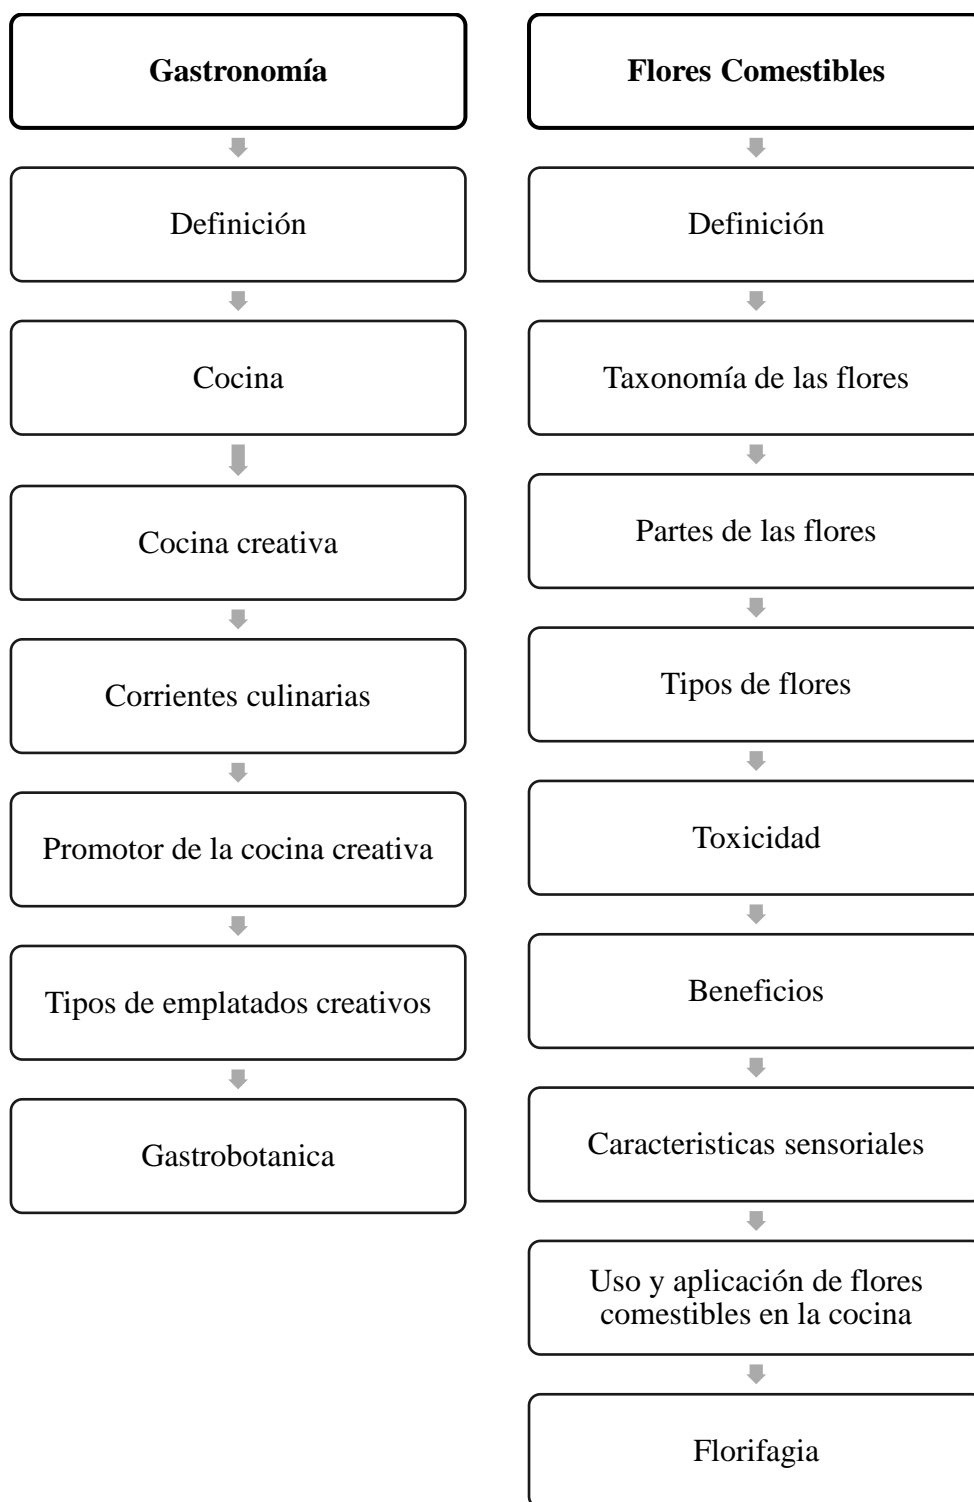 Gastronomía
Definición
Cocina
Cocina creativa
Corrientes culinarias
Promotor de la cocina creativa
Tipos de emplatados creativos
Gastrobotanica
Flores Comestibles
Definición
Taxonomía de las flores
Partes de las flores
Tipos de flores
Toxicidad
Beneficios
Caracteristicas sensoriales
Uso y aplicación de flores
comestibles en la cocina
Florifagia